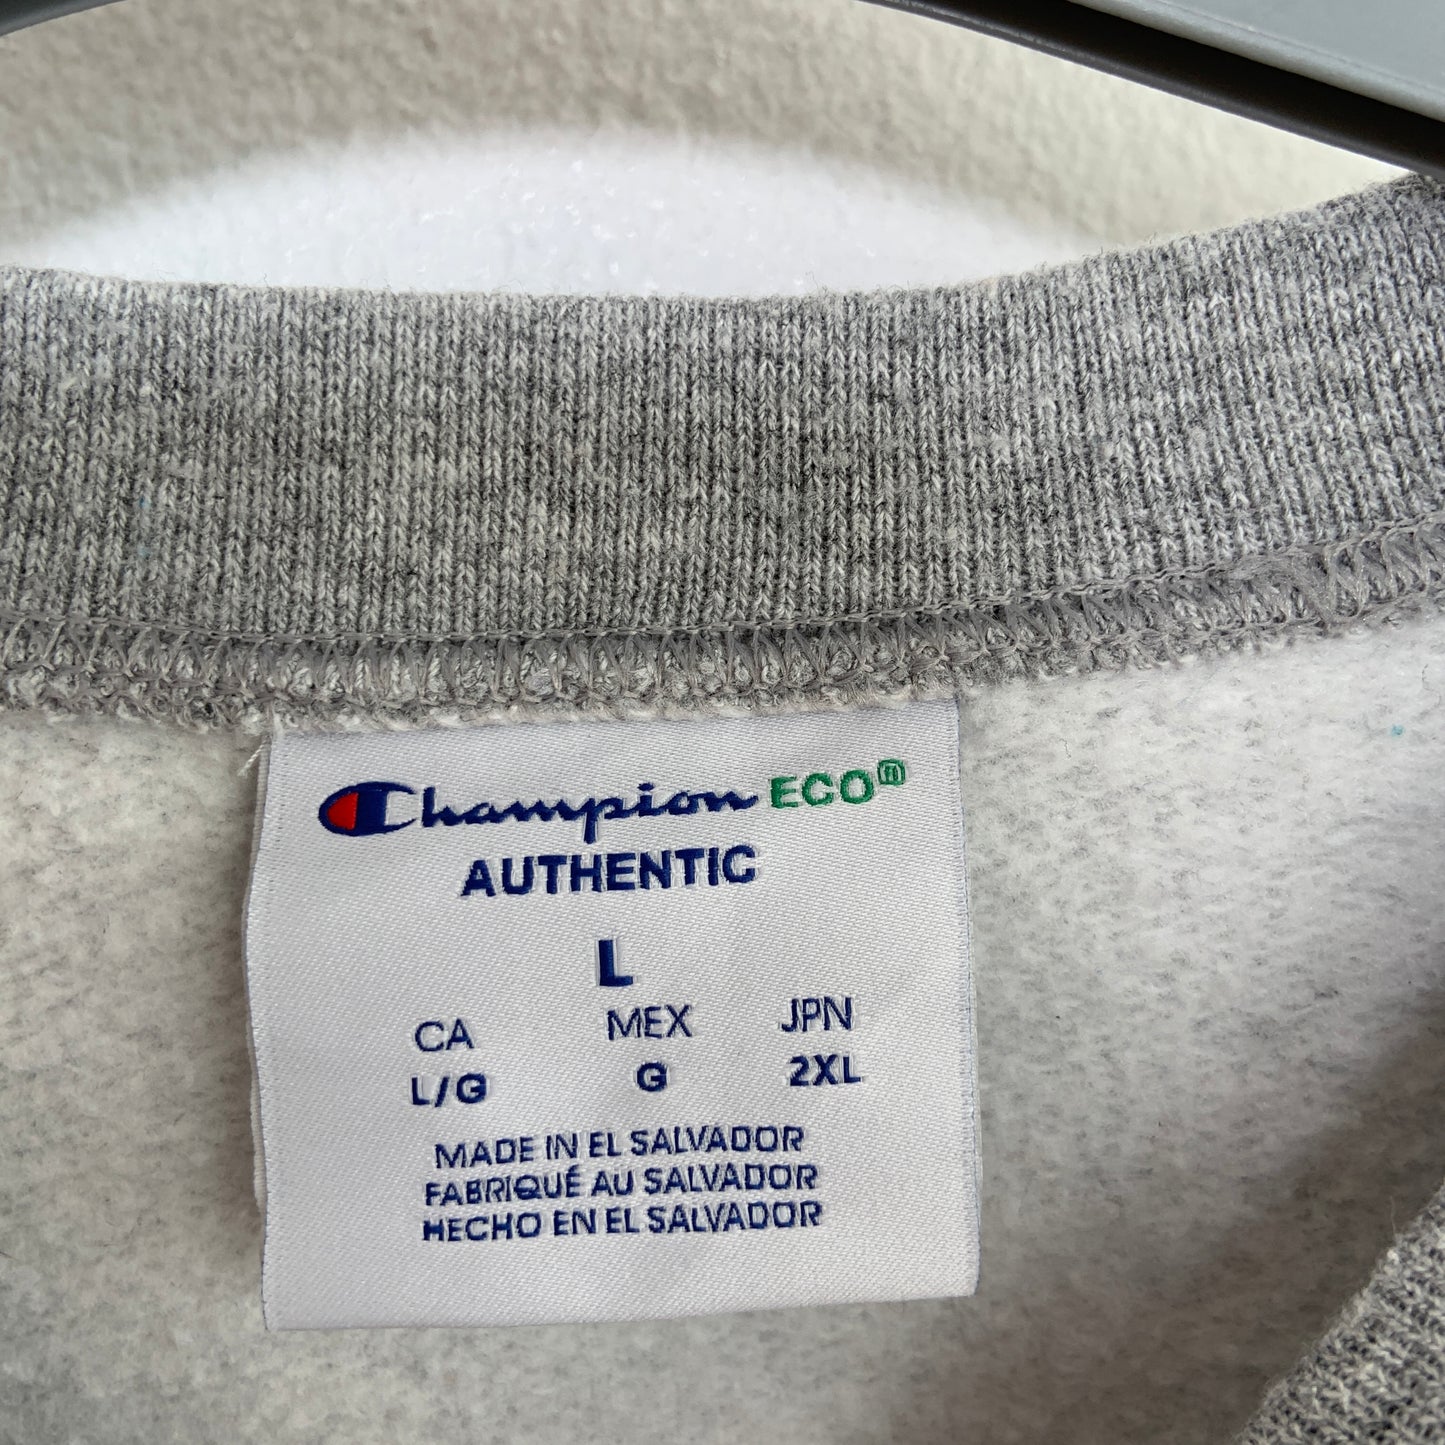 Champion ECO
AUTHENTIC
L
CA MEX JPN
L/G G 2XL
MADE IN EL SALVADOR
FABRIQUÉ AU SALVADOR
HECHO EN EL SALVADOR